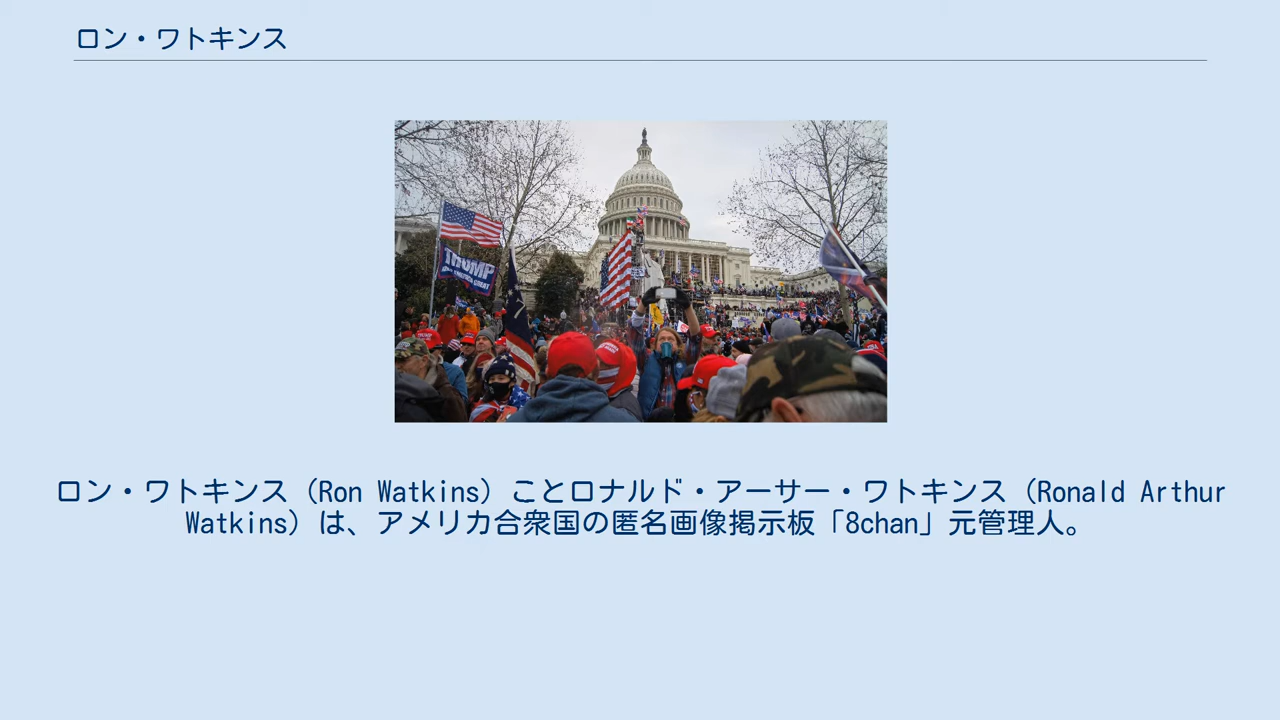 ロン・ワトキンス
TRUMP
ロン・ワトキンス（Ron Watkins）ことロナルド・アーサー・ワトキンス（Ronald Arthur
Watkins）は、アメリカ合衆国の匿名画像掲示板「8chan」元管理人。